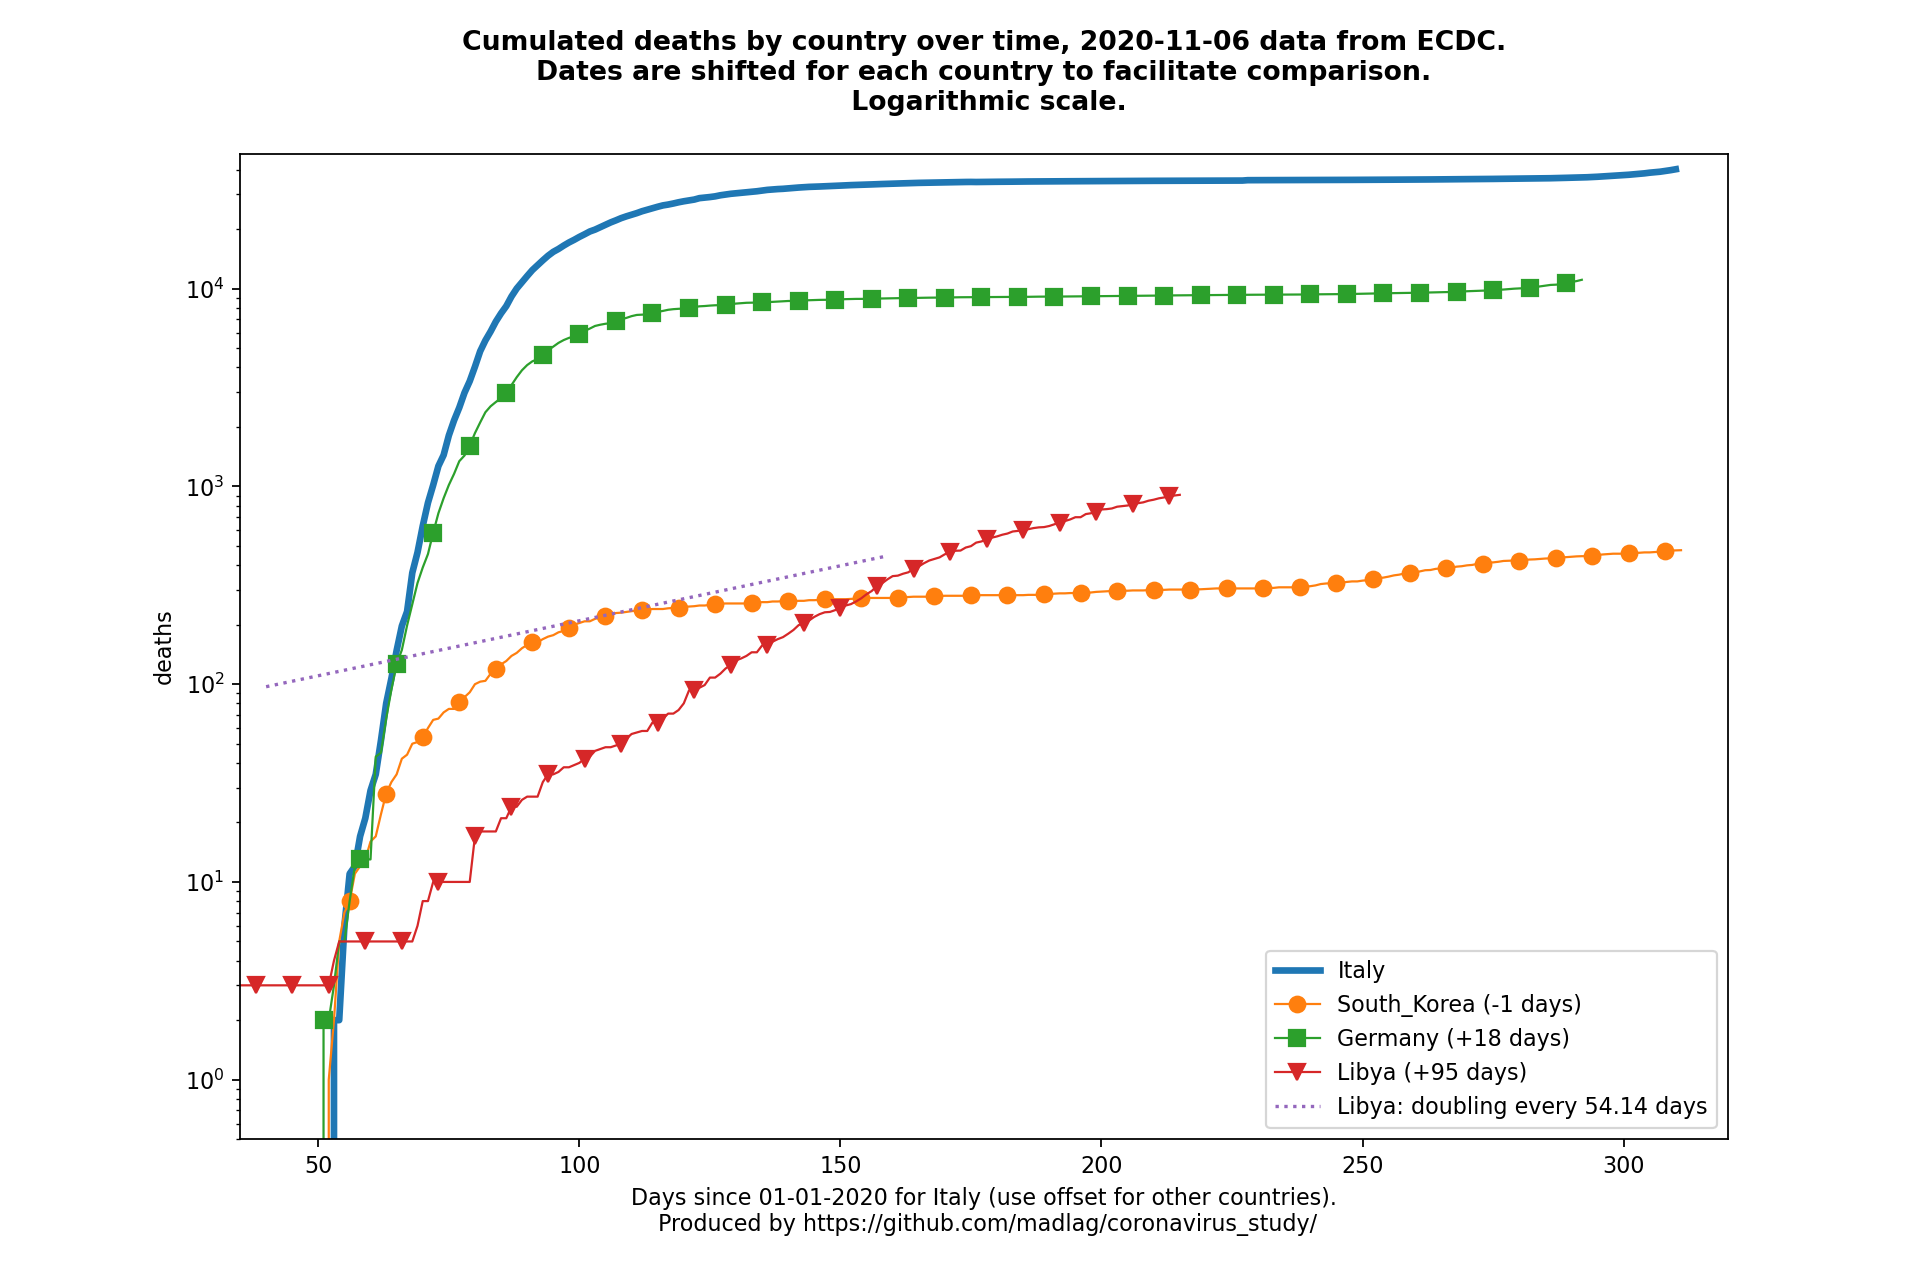 Cumulated deaths by country over time, 2020-11-06 data from ECDC.
Dates are shifted for each country to facilitate comparison.
Logarithmic scale.
deaths
10⁴
10³
10²
10¹
10⁰
50 100 150 200 250 300
Italy
South_Korea (-1 days)
Germany (+18 days)
Libya (+95 days)
Libya: doubling every 54.14 days
Days since 01-01-2020 for Italy (use offset for other countries).
Produced by https://github.com/madlag/coronavirus_study/